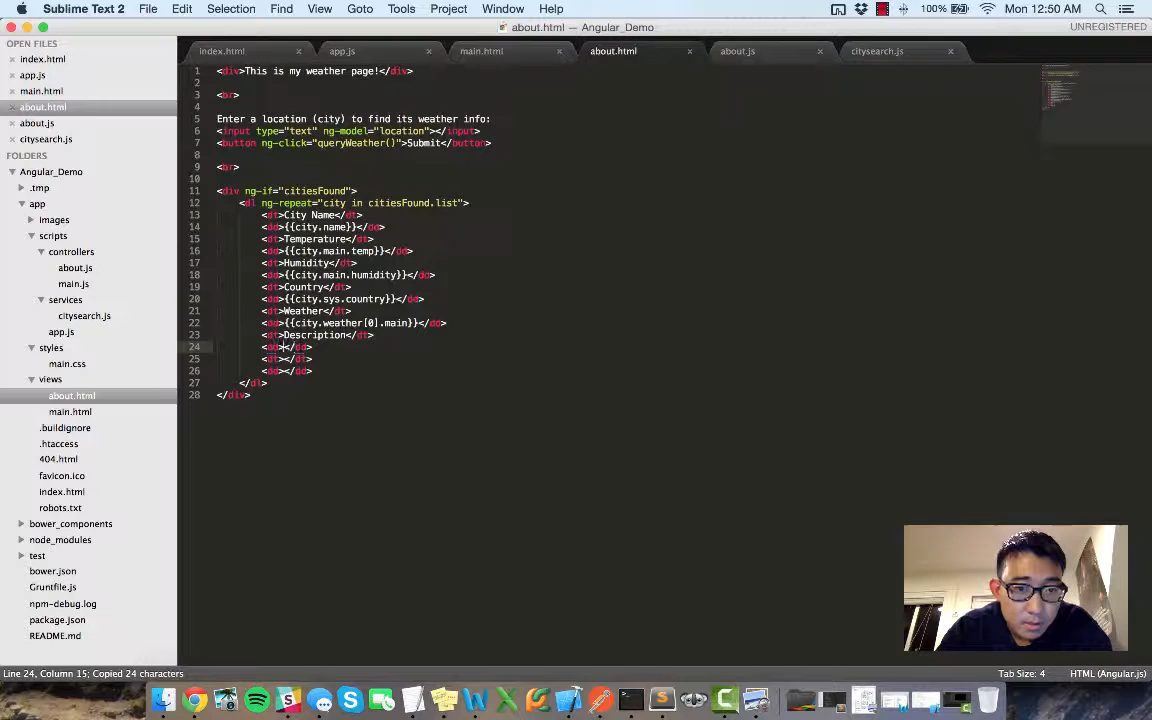 Sublime Text 2 File Edit Selection Find View Goto Tools Project Window Help 100% Mon 12:50 AM
about.html — Angular_Demo UNREGISTERED
OPEN FILES
index.html
app.js
main.html
about.html
about.js
citysearch.js
FOLDERS
Angular_Demo
.tmp
app
images
scripts
controllers
about.js
main.js
services
citysearch.js
app.js
styles
main.css
views
about.html
main.html
.buildignore
.htaccess
404.html
favicon.ico
index.html
robots.txt
bower_components
node_modules
test
bower.json
Gruntfile.js
npm-debug.log
package.json
README.md
index.html app.js main.html about.html about.js citysearch.js
1 <div>This is my weather page!</div>
2
3 <br>
4
5 Enter a location (city) to find its weather info:
6 <input type="text" ng-model="location"></input>
7 <button ng-click="queryWeather()">Submit</button>
8
9 <br>
10
11 <div ng-if="citiesFound">
12 <dl ng-repeat="city in citiesFound.list">
13 <dt>City Name</dt>
14 <dd>{{city.name}}</dd>
15 <dt>Temperature</dt>
16 <dd>{{city.main.temp}}</dd>
17 <dt>Humidity</dt>
18 <dd>{{city.main.humidity}}</dd>
19 <dt>Country</dt>
20 <dd>{{city.sys.country}}</dd>
21 <dt>Weather</dt>
22 <dd>{{city.weather[0].main}}</dd>
23 <dt>Description</dt>
24 <dd></dd>
25 <dt></dt>
26 <dd></dd>
27 </dl>
28 </div>
Line 24, Column 15; Copied 24 characters Tab Size: 4 HTML (Angular.js)